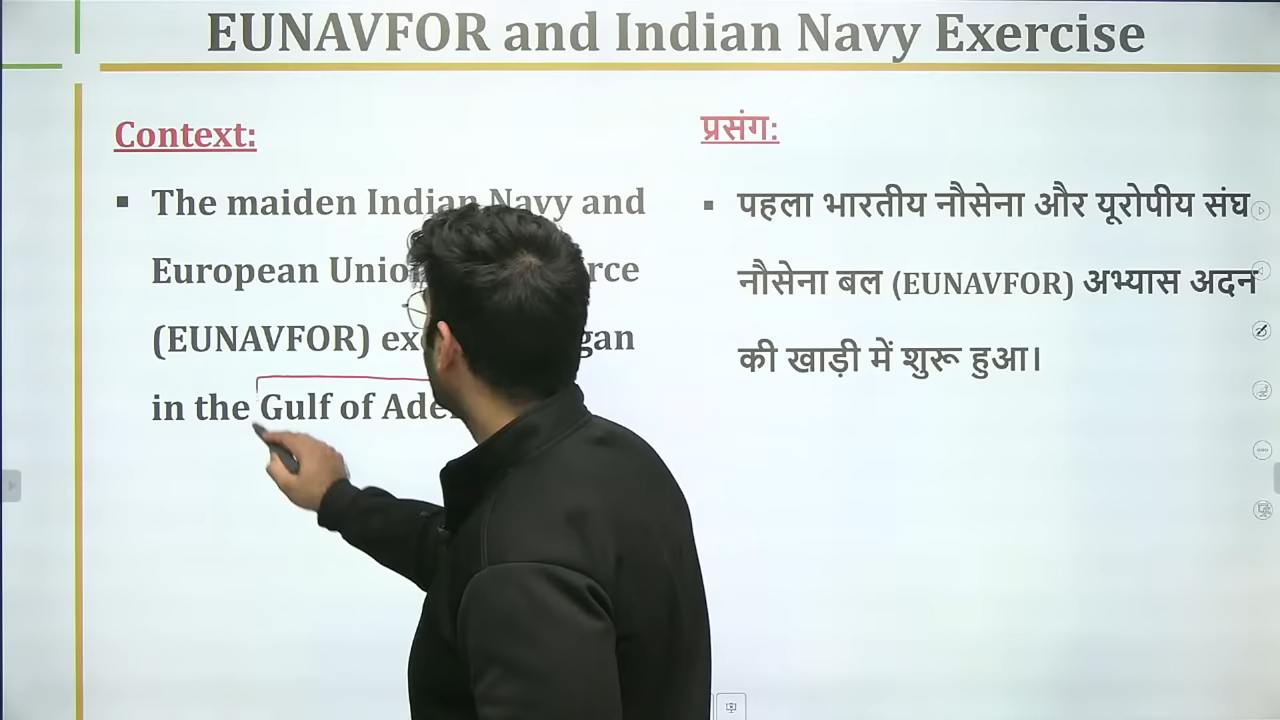 EUNAVFOR and Indian Navy Exercise
Context:
▪ The maiden Indian Navy and
European Union
(EUNAVFOR)
in the Gulf of
प्रसंग:
▪ पहला भारतीय नौसेना और यूरोपीय संघ
नौसेना बल (EUNAVFOR) अभ्यास अदन
की खाड़ी में शुरू हुआ।